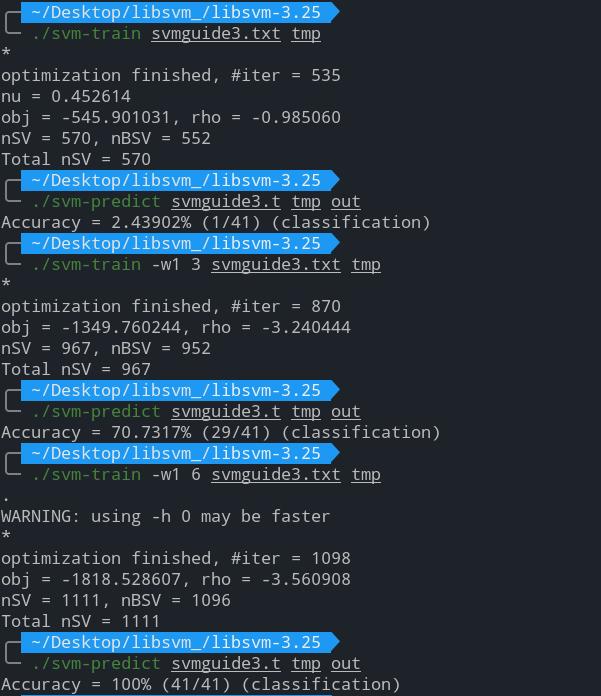 ~/Desktop/libsvm_/libsvm-3.25
./svm-train svmguide3.txt tmp
*
optimization finished, #iter = 535
nu = 0.452614
obj = -545.901031, rho = -0.985060
nSV = 570, nBSV = 552
Total nSV = 570
~/Desktop/libsvm_/libsvm-3.25
./svm-predict svmguide3.t tmp out
Accuracy = 2.43902% (1/41) (classification)
~/Desktop/libsvm_/libsvm-3.25
./svm-train -w1 3 svmguide3.txt tmp
*
optimization finished, #iter = 870
obj = -1349.760244, rho = -3.240444
nSV = 967, nBSV = 952
Total nSV = 967
~/Desktop/libsvm_/libsvm-3.25
./svm-predict svmguide3.t tmp out
Accuracy = 70.7317% (29/41) (classification)
~/Desktop/libsvm_/libsvm-3.25
./svm-train -w1 6 svmguide3.txt tmp
.
WARNING: using -h 0 may be faster
*
optimization finished, #iter = 1098
obj = -1818.528607, rho = -3.560908
nSV = 1111, nBSV = 1096
Total nSV = 1111
~/Desktop/libsvm_/libsvm-3.25
./svm-predict svmguide3.t tmp out
Accuracy = 100% (41/41) (classification)